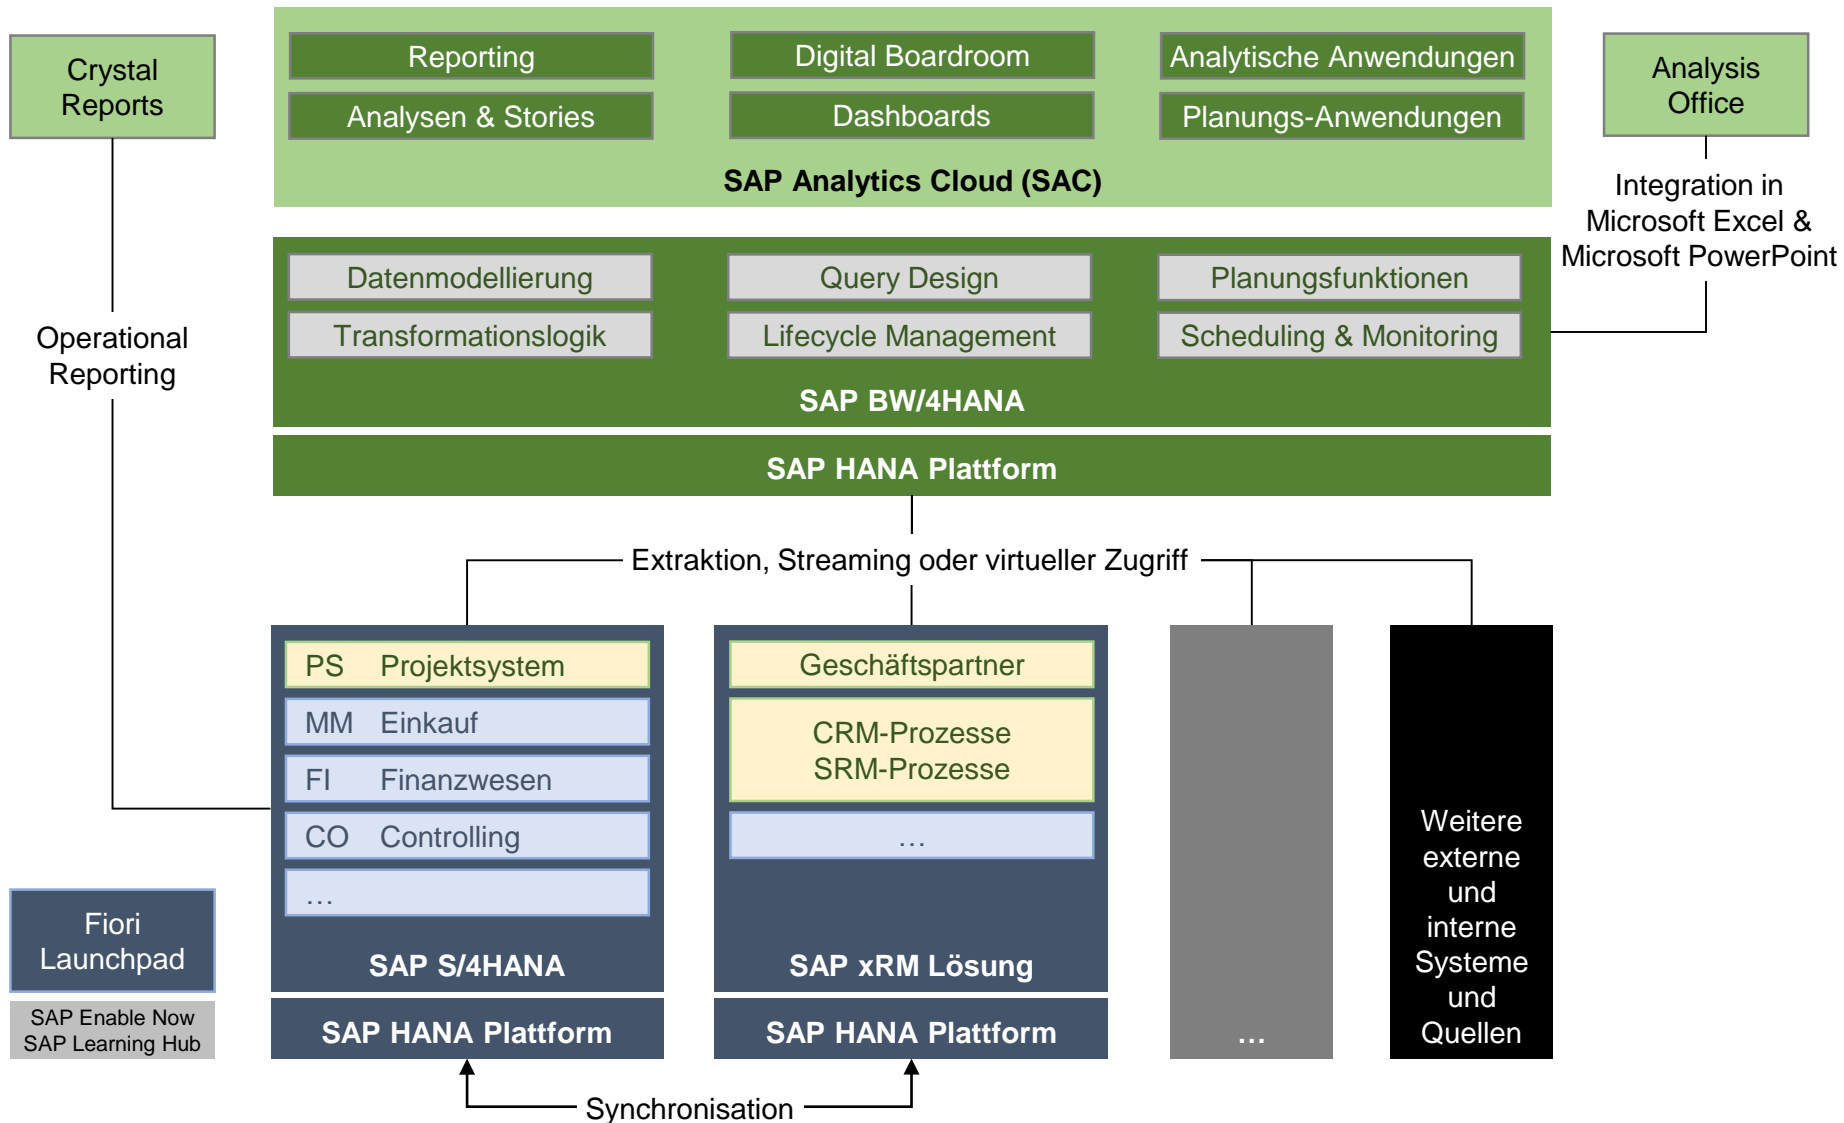 Crystal
Reports
Reporting
Digital Boardroom
Analytische Anwendungen
Analysen & Stories
Dashboards
Planungs-Anwendungen
SAP Analytics Cloud (SAC)
Analysis
Office
Integration in
Microsoft Excel &
Microsoft PowerPoint
Datenmodellierung
Query Design
Planungsfunktionen
Transformationslogik
Lifecycle Management
Scheduling & Monitoring
SAP BW/4HANA
Operational
Reporting
SAP HANA Plattform
Extraktion, Streaming oder virtueller Zugriff
PS Projektsystem
MM Einkauf
FI Finanzwesen
CO Controlling
…
SAP S/4HANA
SAP HANA Plattform
Geschäftspartner
CRM-Prozesse
SRM-Prozesse
…
SAP xRM Lösung
SAP HANA Plattform
…
Weitere
externe
und
interne
Systeme
und
Quellen
Fiori
Launchpad
SAP Enable Now
SAP Learning Hub
Synchronisation